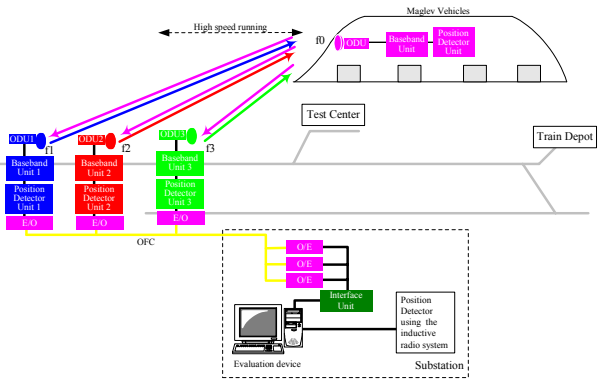 Maglev Vehicles
High speed running
f0
ODU
Baseband
Unit
Position
Detector
Unit
Test Center
Train Depot
ODU1
f1
ODU2
f2
ODU3
f3
Baseband
Unit 1
Baseband
Unit 2
Baseband
Unit 3
Position
Detector
Unit 1
Position
Detector
Unit 2
Position
Detector
Unit 3
E/O
E/O
E/O
OFC
O/E
O/E
O/E
Interface
Unit
Position
Detector
using the
inductive
radio system
Evaluation device
Substation